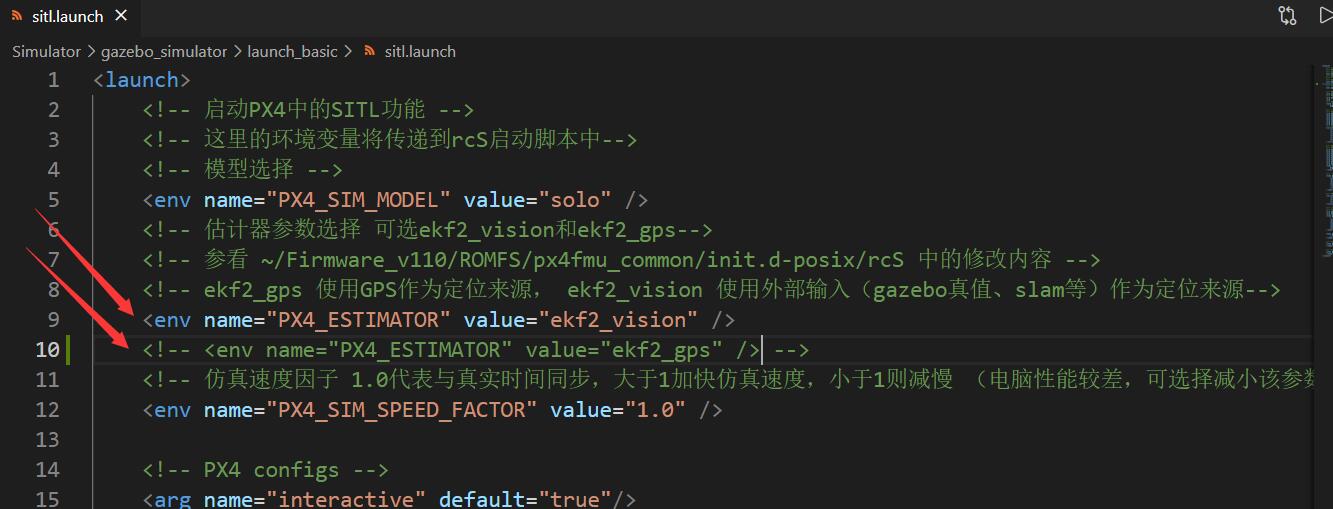 sitl.launch
Simulator > gazebo_simulator > launch_basic > sitl.launch
1 <launch>
2 <!-- 启动PX4中的SITL功能 -->
3 <!-- 这里的环境变量将传递到rcS启动脚本中-->
4 <!-- 模型选择 -->
5 <env name="PX4_SIM_MODEL" value="solo" />
6 <!-- 估计器参数选择 可选ekf2_vision和ekf2_gps-->
7 <!-- 参看 ~/Firmware_v110/ROMFS/px4fmu_common/init.d-posix/rcS 中的修改内容 -->
8 <!-- ekf2_gps 使用GPS作为定位来源， ekf2_vision 使用外部输入（gazebo真值、slam等）作为定位来源-->
9 <env name="PX4_ESTIMATOR" value="ekf2_vision" />
10 <!-- <env name="PX4_ESTIMATOR" value="ekf2_gps" /> -->
11 <!-- 仿真速度因子 1.0代表与真实时间同步，大于1加快仿真速度，小于1则减慢 （电脑性能较差，可选择减小该参数
12 <env name="PX4_SIM_SPEED_FACTOR" value="1.0" />
13
14 <!-- PX4 configs -->
15 <arg name="interactive" default="true"/>